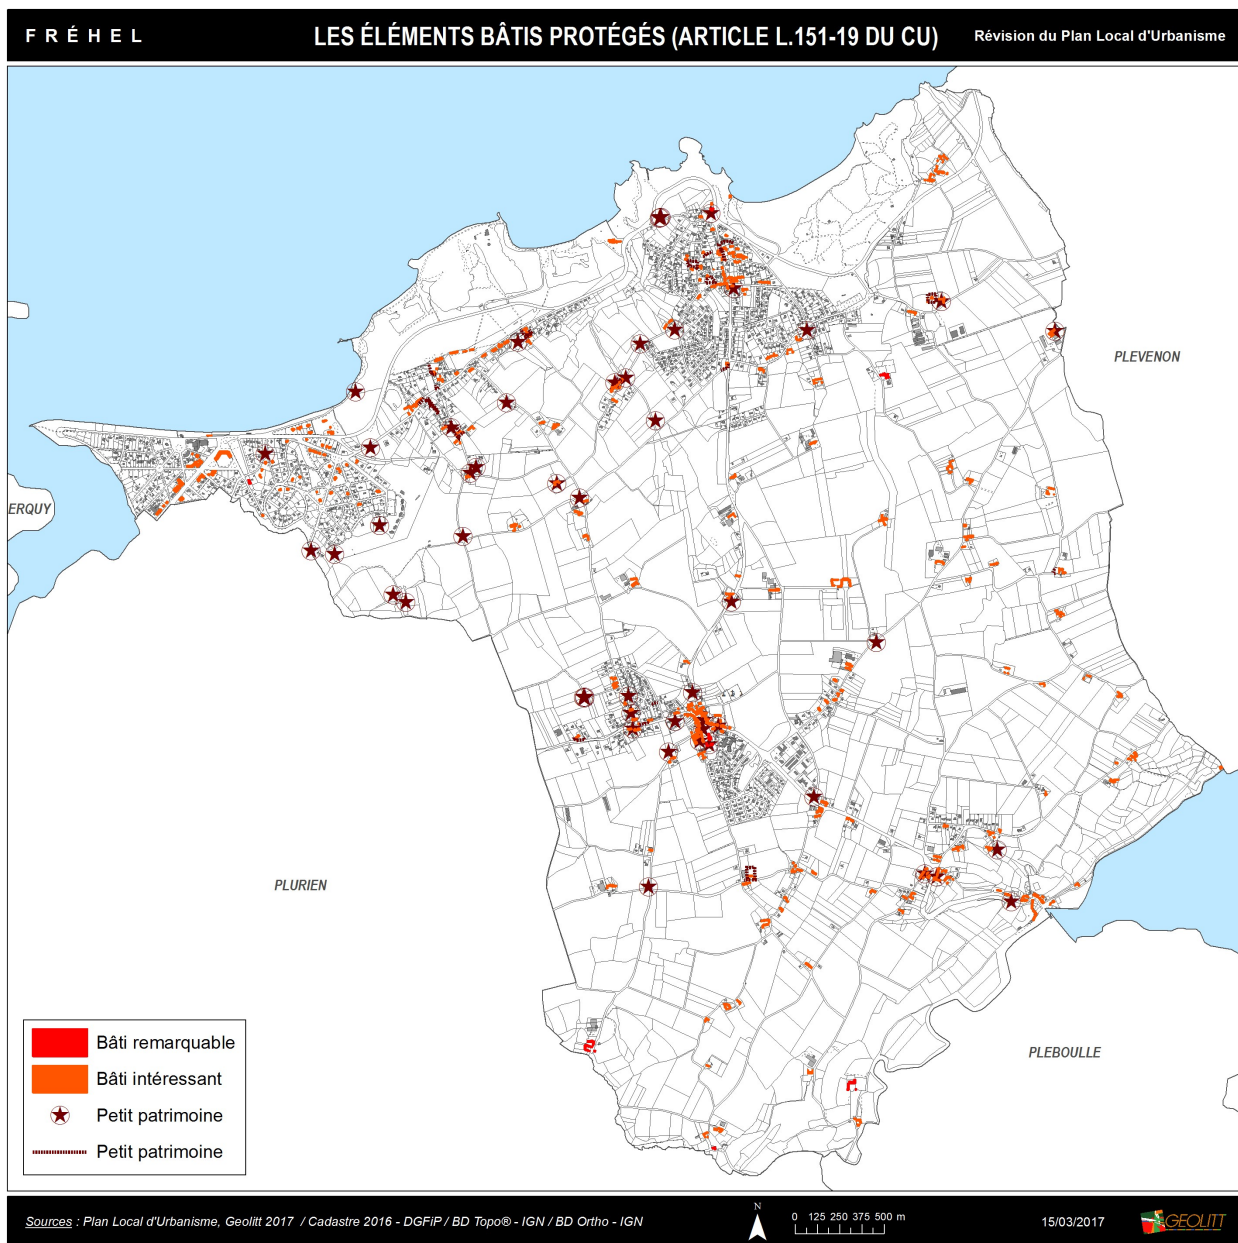 FRÉHEL
LES ÉLÉMENTS BÂTIS PROTÉGÉS (ARTICLE L.151-19 DU CU)
Révision du Plan Local d'Urbanisme
PLEVENON
ERQUY
PLURIEN
PLEBOULLE
Bâti remarquable
Bâti intéressant
Petit patrimoine
Petit patrimoine
Sources : Plan Local d'Urbanisme, Geolitt 2017 / Cadastre 2016 - DGFiP / BD Topo® - IGN / BD Ortho - IGN
N
0 125 250 375 500 m
15/03/2017
GEOLITT